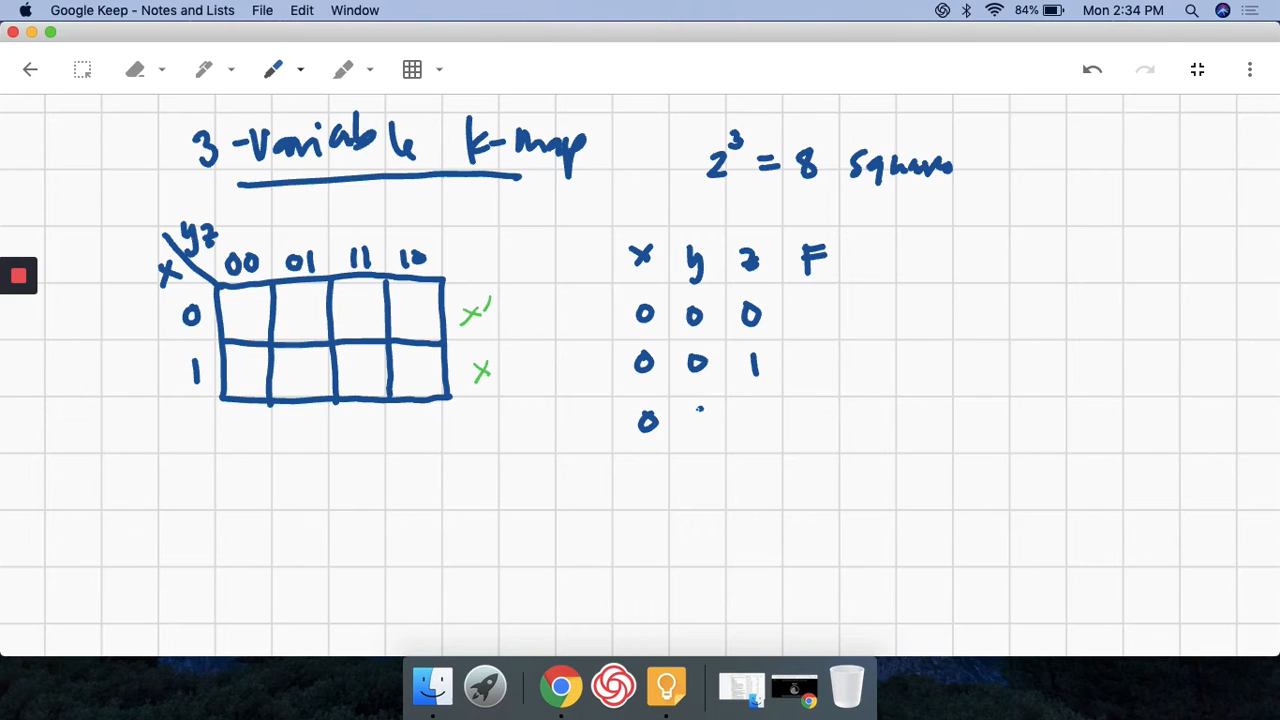 Google Keep - Notes and Lists File Edit Window 84% Mon 2:34 PM
3-variable k-map
2³ = 8 squares
yz
x
00 01 11 10
0 x'
1 x
x y z F
0 0 0
0 0 1
0